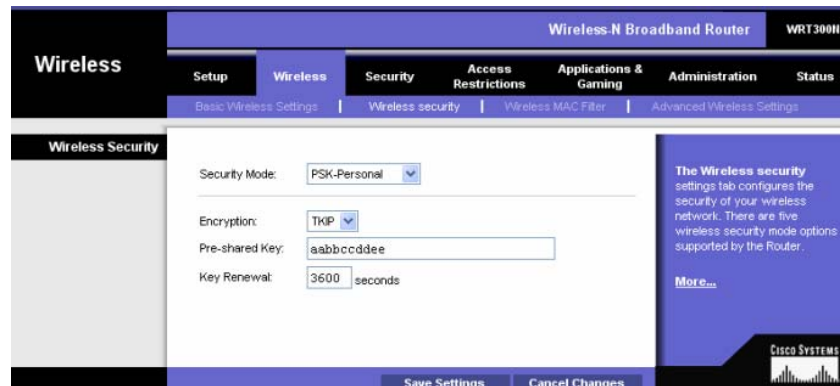 Wireless-N Broadband Router WRT300N
Wireless
Setup Wireless Security Access Restrictions Applications & Gaming Administration Status
Basic Wireless Settings | Wireless security | Wireless MAC Filter | Advanced Wireless Settings
Wireless Security
Security Mode: PSK-Personal
Encryption: TKIP
Pre-shared Key: aabbccddee
Key Renewal: 3600 seconds
The Wireless security
settings tab configures the
security of your wireless
network. There are five
wireless security mode options
supported by the Router.
More...
CISCO SYSTEMS
Save Settings Cancel Changes